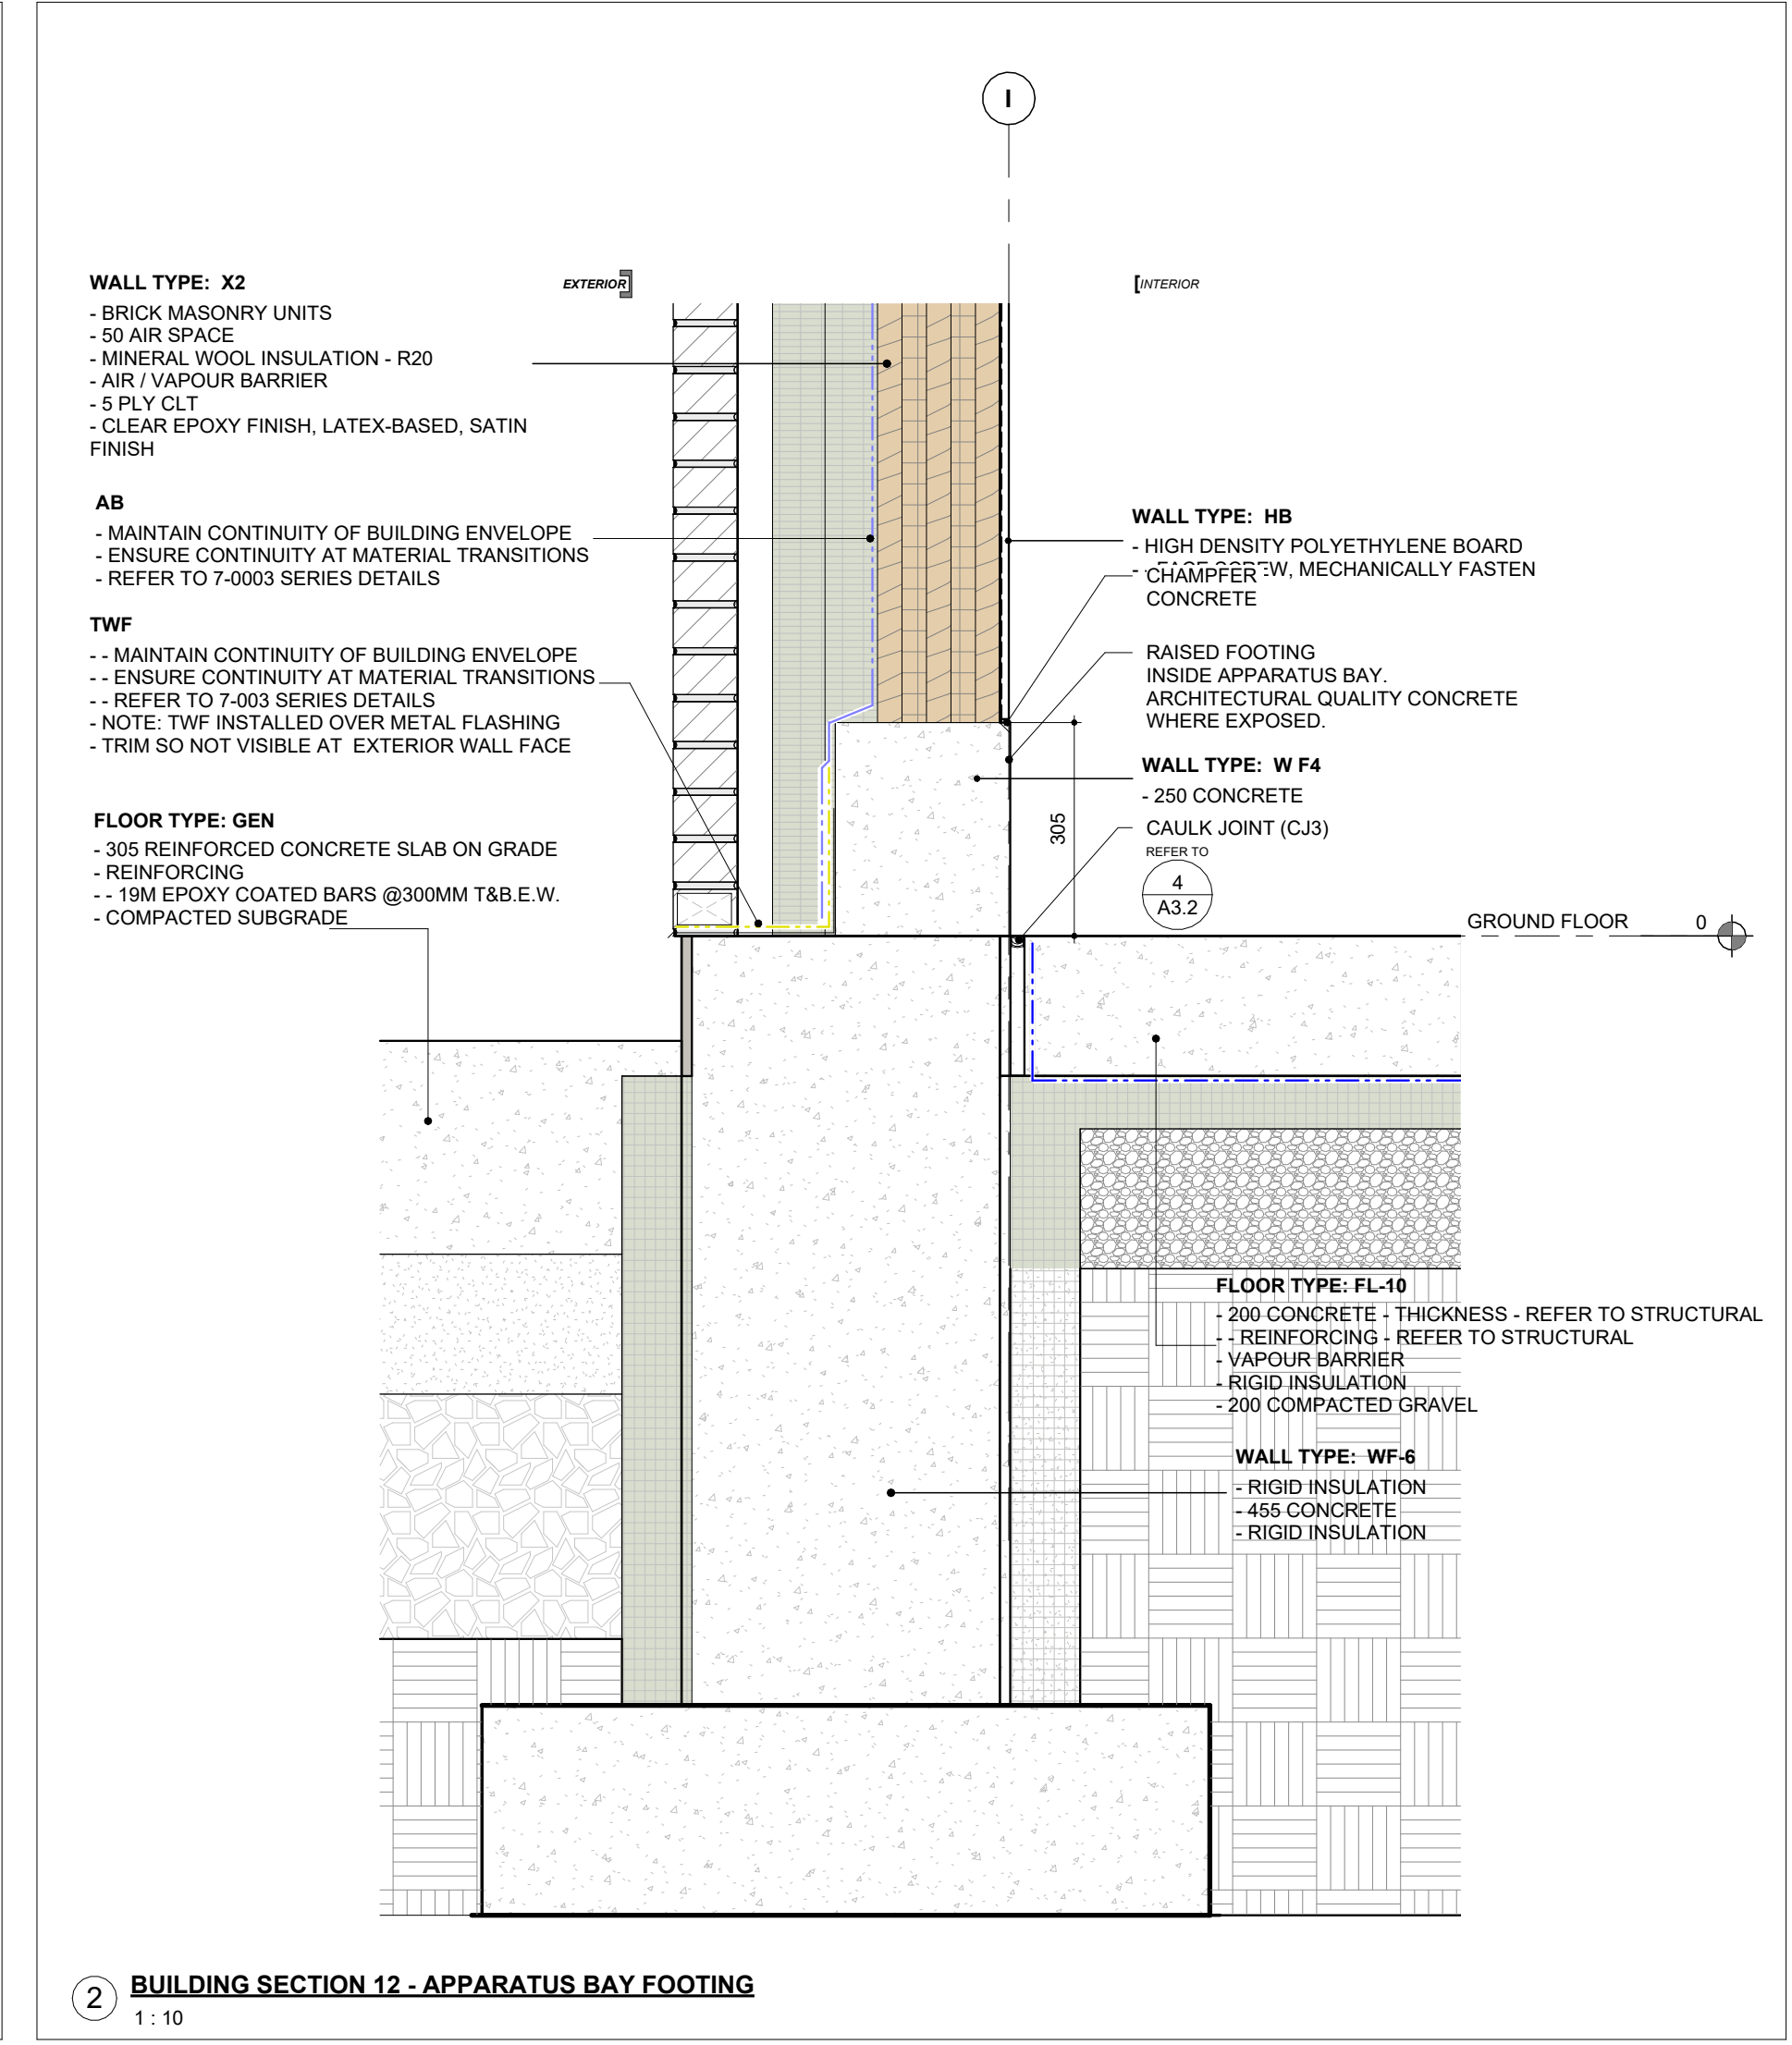 I
EXTERIOR
INTERIOR
WALL TYPE: X2
- BRICK MASONRY UNITS
- 50 AIR SPACE
- MINERAL WOOL INSULATION - R20
- AIR / VAPOUR BARRIER
- 5 PLY CLT
- CLEAR EPOXY FINISH, LATEX-BASED, SATIN
FINISH
AB
- MAINTAIN CONTINUITY OF BUILDING ENVELOPE
- ENSURE CONTINUITY AT MATERIAL TRANSITIONS
- REFER TO 7-0003 SERIES DETAILS
TWF
- - MAINTAIN CONTINUITY OF BUILDING ENVELOPE
- - ENSURE CONTINUITY AT MATERIAL TRANSITIONS
- - REFER TO 7-003 SERIES DETAILS
- NOTE: TWF INSTALLED OVER METAL FLASHING
- TRIM SO NOT VISIBLE AT EXTERIOR WALL FACE
FLOOR TYPE: GEN
- 305 REINFORCED CONCRETE SLAB ON GRADE
- REINFORCING
- - 19M EPOXY COATED BARS @300MM T&B.E.W.
- COMPACTED SUBGRADE
WALL TYPE: HB
- HIGH DENSITY POLYETHYLENE BOARD
MECHANICALLY FASTEN
CHAMPFER
CONCRETE
RAISED FOOTING
INSIDE APPARATUS BAY.
ARCHITECTURAL QUALITY CONCRETE
WHERE EXPOSED.
WALL TYPE: W F4
- 250 CONCRETE
305
CAULK JOINT (CJ3)
REFER TO
4
A3.2
GROUND FLOOR 0
FLOOR TYPE: FL-10
- 200 CONCRETE - THICKNESS - REFER TO STRUCTURAL
- - REINFORCING - REFER TO STRUCTURAL
- VAPOUR BARRIER
- RIGID INSULATION
- 200 COMPACTED GRAVEL
WALL TYPE: WF-6
- RIGID INSULATION
- 455 CONCRETE
- RIGID INSULATION
2 BUILDING SECTION 12 - APPARATUS BAY FOOTING
1 : 10